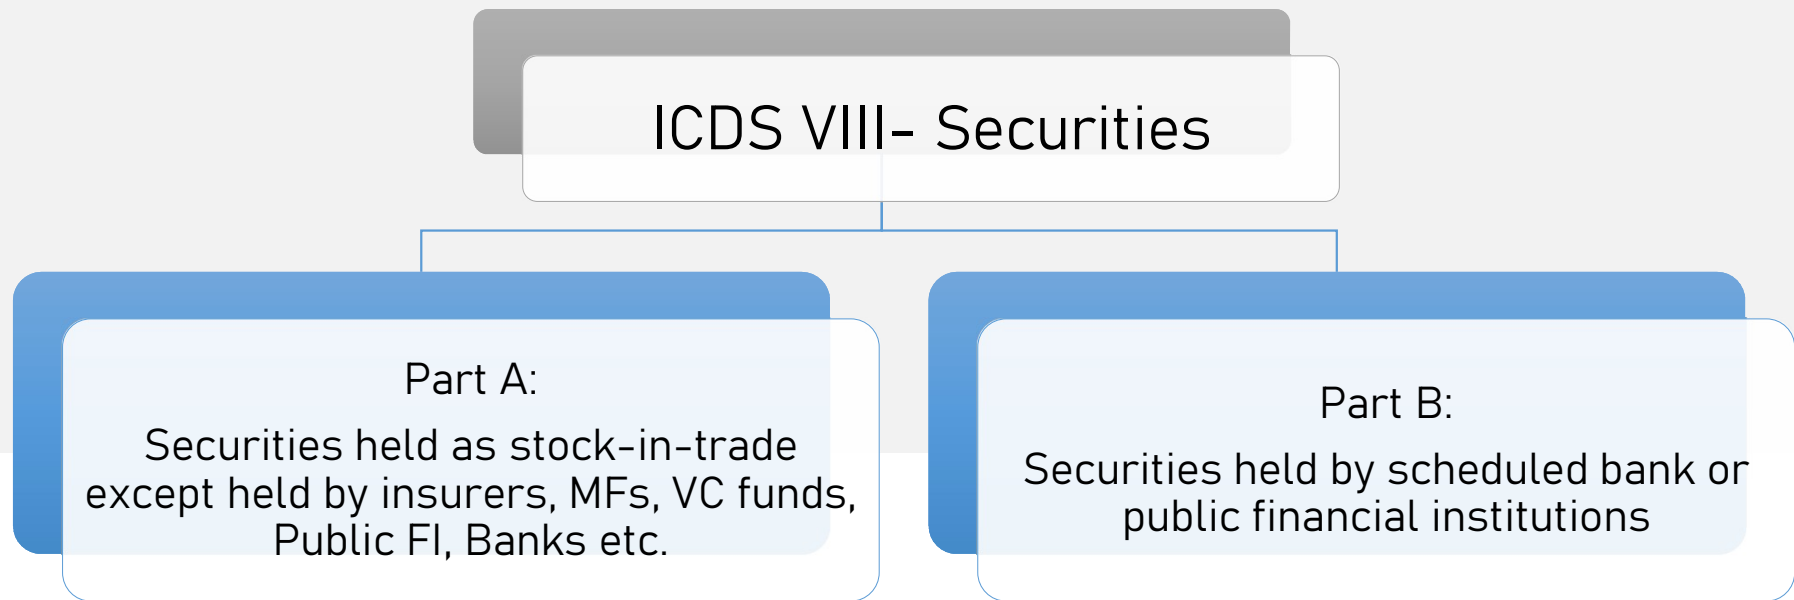 ICDS VIII- Securities
Part A:
Securities held as stock-in-trade
except held by insurers, MFs, VC funds,
Public FI, Banks etc.
Part B:
Securities held by scheduled bank or
public financial institutions